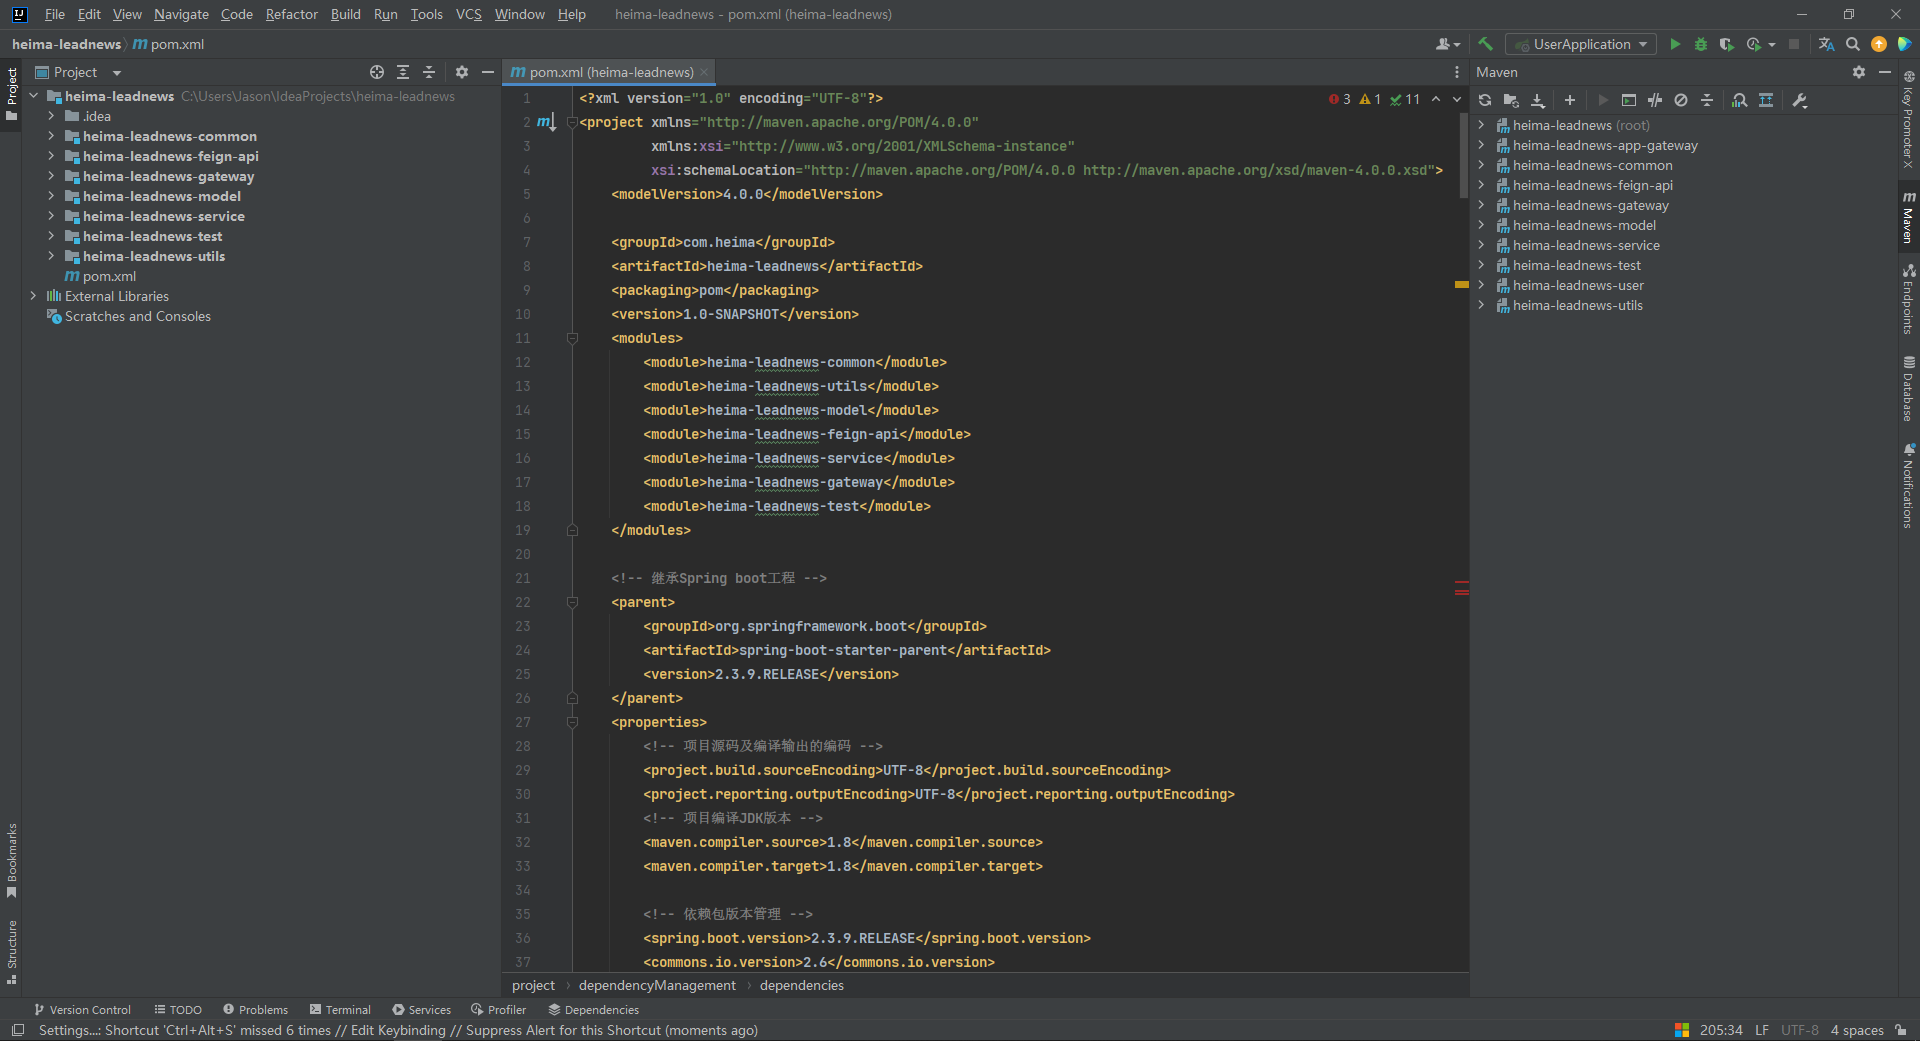 File Edit View Navigate Code Refactor Build Run Tools VCS Window Help heima-leadnews - pom.xml (heima-leadnews)
heima-leadnews pom.xml UserApplication
Project
Project
heima-leadnews C:\Users\Jason\IdeaProjects\heima-leadnews
.idea
heima-leadnews-common
heima-leadnews-feign-api
heima-leadnews-gateway
heima-leadnews-model
heima-leadnews-service
heima-leadnews-test
heima-leadnews-utils
pom.xml
External Libraries
Scratches and Consoles
Bookmarks
Structure
pom.xml (heima-leadnews)
3 1 11
1 <?xml version="1.0" encoding="UTF-8"?>
2 <project xmlns="http://maven.apache.org/POM/4.0.0"
3 xmlns:xsi="http://www.w3.org/2001/XMLSchema-instance"
4 xsi:schemaLocation="http://maven.apache.org/POM/4.0.0 http://maven.apache.org/xsd/maven-4.0.0.xsd">
5 <modelVersion>4.0.0</modelVersion>
6
7 <groupId>com.heima</groupId>
8 <artifactId>heima-leadnews</artifactId>
9 <packaging>pom</packaging>
10 <version>1.0-SNAPSHOT</version>
11 <modules>
12 <module>heima-leadnews-common</module>
13 <module>heima-leadnews-utils</module>
14 <module>heima-leadnews-model</module>
15 <module>heima-leadnews-feign-api</module>
16 <module>heima-leadnews-service</module>
17 <module>heima-leadnews-gateway</module>
18 <module>heima-leadnews-test</module>
19 </modules>
20
21 <!-- 继承Spring boot工程 -->
22 <parent>
23 <groupId>org.springframework.boot</groupId>
24 <artifactId>spring-boot-starter-parent</artifactId>
25 <version>2.3.9.RELEASE</version>
26 </parent>
27 <properties>
28 <!-- 项目源码及编译输出的编码 -->
29 <project.build.sourceEncoding>UTF-8</project.build.sourceEncoding>
30 <project.reporting.outputEncoding>UTF-8</project.reporting.outputEncoding>
31 <!-- 项目编译JDK版本 -->
32 <maven.compiler.source>1.8</maven.compiler.source>
33 <maven.compiler.target>1.8</maven.compiler.target>
34
35 <!-- 依赖包版本管理 -->
36 <spring.boot.version>2.3.9.RELEASE</spring.boot.version>
37 <commons.io.version>2.6</commons.io.version>
project dependencyManagement dependencies
Maven
heima-leadnews (root)
heima-leadnews-app-gateway
heima-leadnews-common
heima-leadnews-feign-api
heima-leadnews-gateway
heima-leadnews-model
heima-leadnews-service
heima-leadnews-test
heima-leadnews-user
heima-leadnews-utils
Key Promoter X
Maven
Endpoints
Database
Notifications
Version Control TODO Problems Terminal Services Profiler Dependencies
Settings...: Shortcut 'Ctrl+Alt+S' missed 6 times // Edit Keybinding // Suppress Alert for this Shortcut (moments ago) 205:34 LF UTF-8 4 spaces